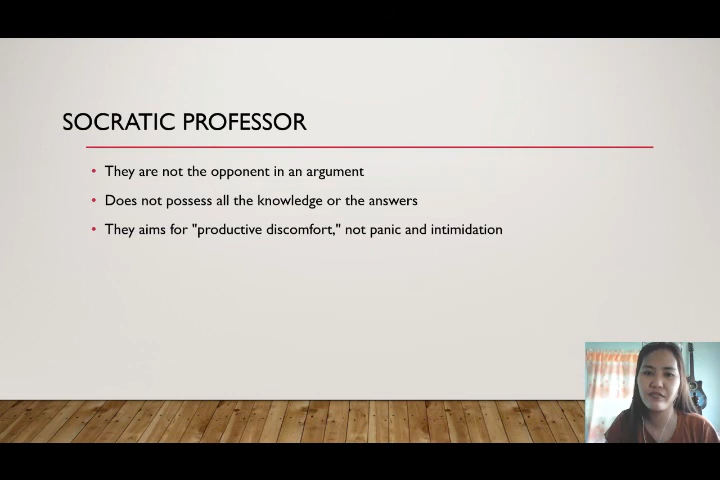 SOCRATIC PROFESSOR
• They are not the opponent in an argument
• Does not possess all the knowledge or the answers
• They aims for "productive discomfort," not panic and intimidation